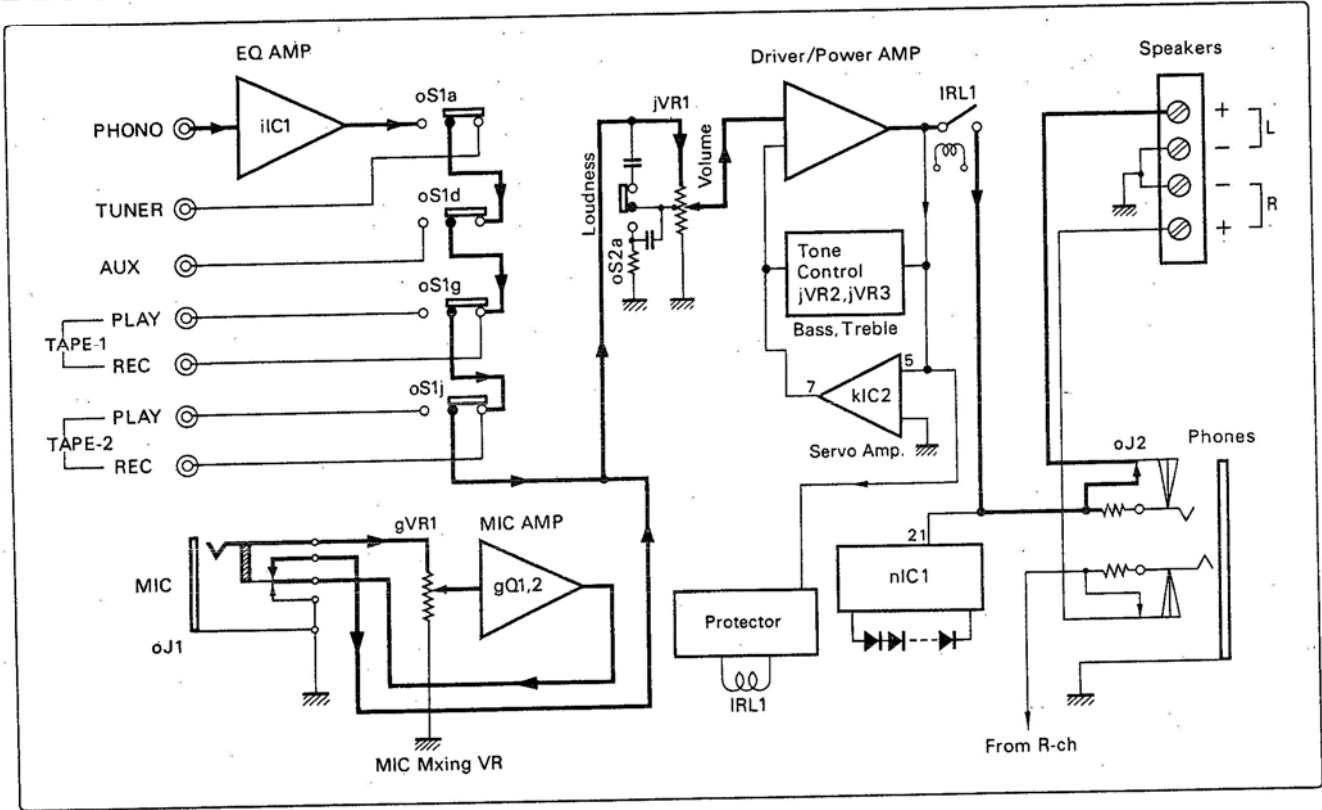 EQ AMP
Driver/Power AMP
Speakers
oS1a
jVR1
IRL1
PHONO
iIC1
+
L
−
Loudness
Volume
−
R
+
TUNER
oS1d
AUX
oS2a
Tone
Control
jVR2,jVR3
Bass, Treble
oS1g
PLAY
TAPE-1
REC
5
7
kIC2
Servo Amp.
oS1j
PLAY
TAPE-2
REC
oJ2
Phones
gVR1
MIC AMP
21
MIC
gQ1,2
nIC1
Protector
oJ1
IRL1
From R-ch
MIC Mxing VR